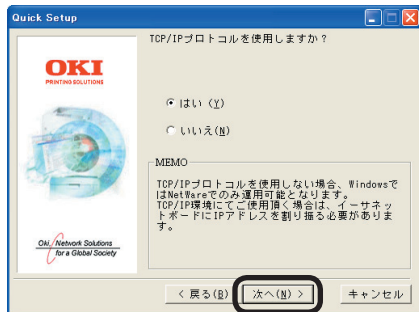 Quick Setup
TCP/IPプロトコルを使用しますか？
OKI
PRINTING SOLUTIONS
はい (Y)
いいえ(N)
MEMO
TCP/IPプロトコルを使用しない場合、Windowsで
はNetWareでのみ運用可能となります。
TCP/IP環境にてご使用頂く場合は、イーサネッ
トボードにIPアドレスを割り振る必要がありま
す。
Oki, Network Solutions
for a Global Society
< 戻る(B)
次へ(N) >
キャンセル